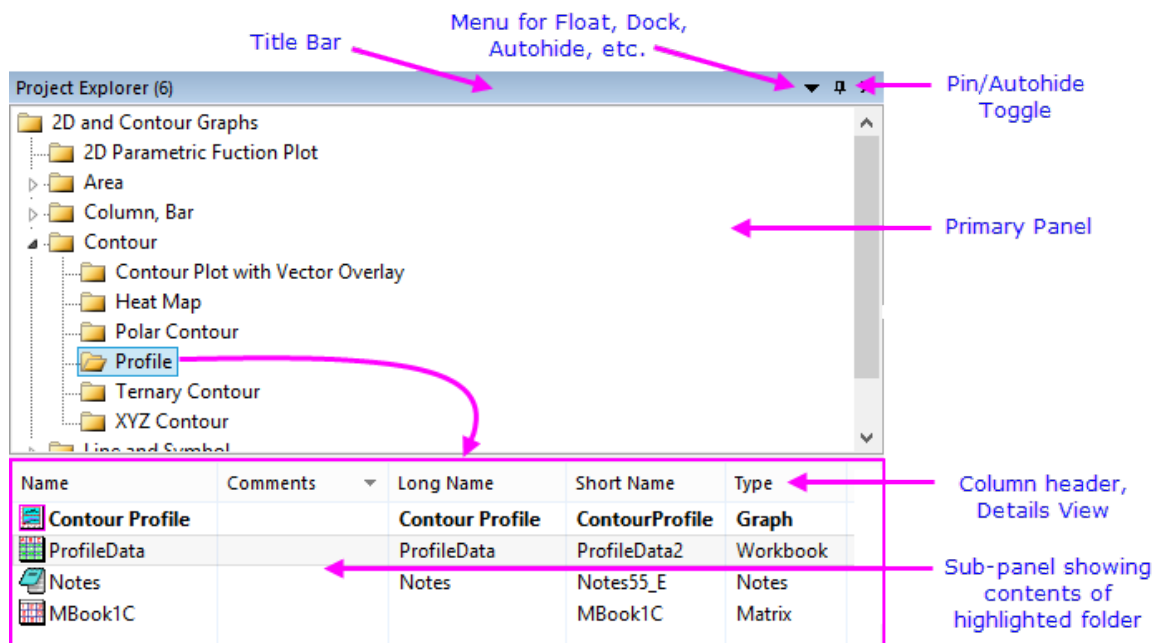 Menu for Float, Dock,
Autohide, etc.
Title Bar
Project Explorer (6)
Pin/Autohide
Toggle
2D and Contour Graphs
2D Parametric Fuction Plot
Area
Column, Bar
Primary Panel
Contour
Contour Plot with Vector Overlay
Heat Map
Polar Contour
Profile
Ternary Contour
XYZ Contour
Line and Symbol
Name Comments Long Name Short Name Type
Column header,
Details View
Contour Profile Contour Profile ContourProfile Graph
ProfileData ProfileData ProfileData2 Workbook
Notes Notes Notes55_E Notes
MBook1C MBook1C Matrix
Sub-panel showing
contents of
highlighted folder